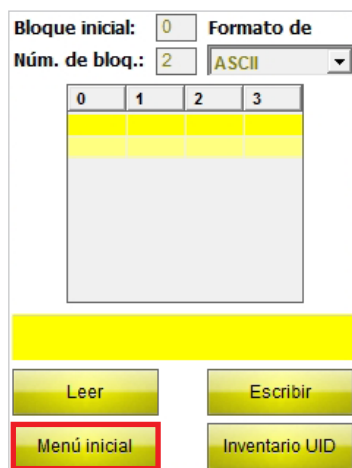 Bloque inicial: 0 Formato de
Núm. de bloq.: 2 ASCII
0 1 2 3
Leer Escribir
Menú inicial Inventario UID